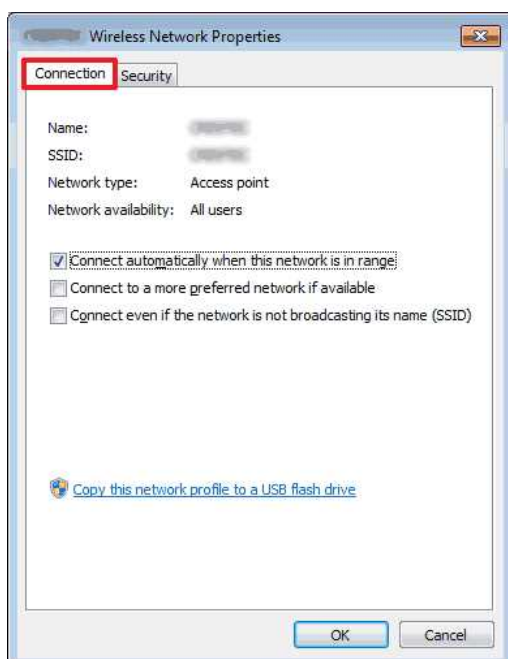 Wireless Network Properties
Connection Security
Name:
SSID:
Network type: Access point
Network availability: All users
Connect automatically when this network is in range
Connect to a more preferred network if available
Connect even if the network is not broadcasting its name (SSID)
Copy this network profile to a USB flash drive
OK Cancel